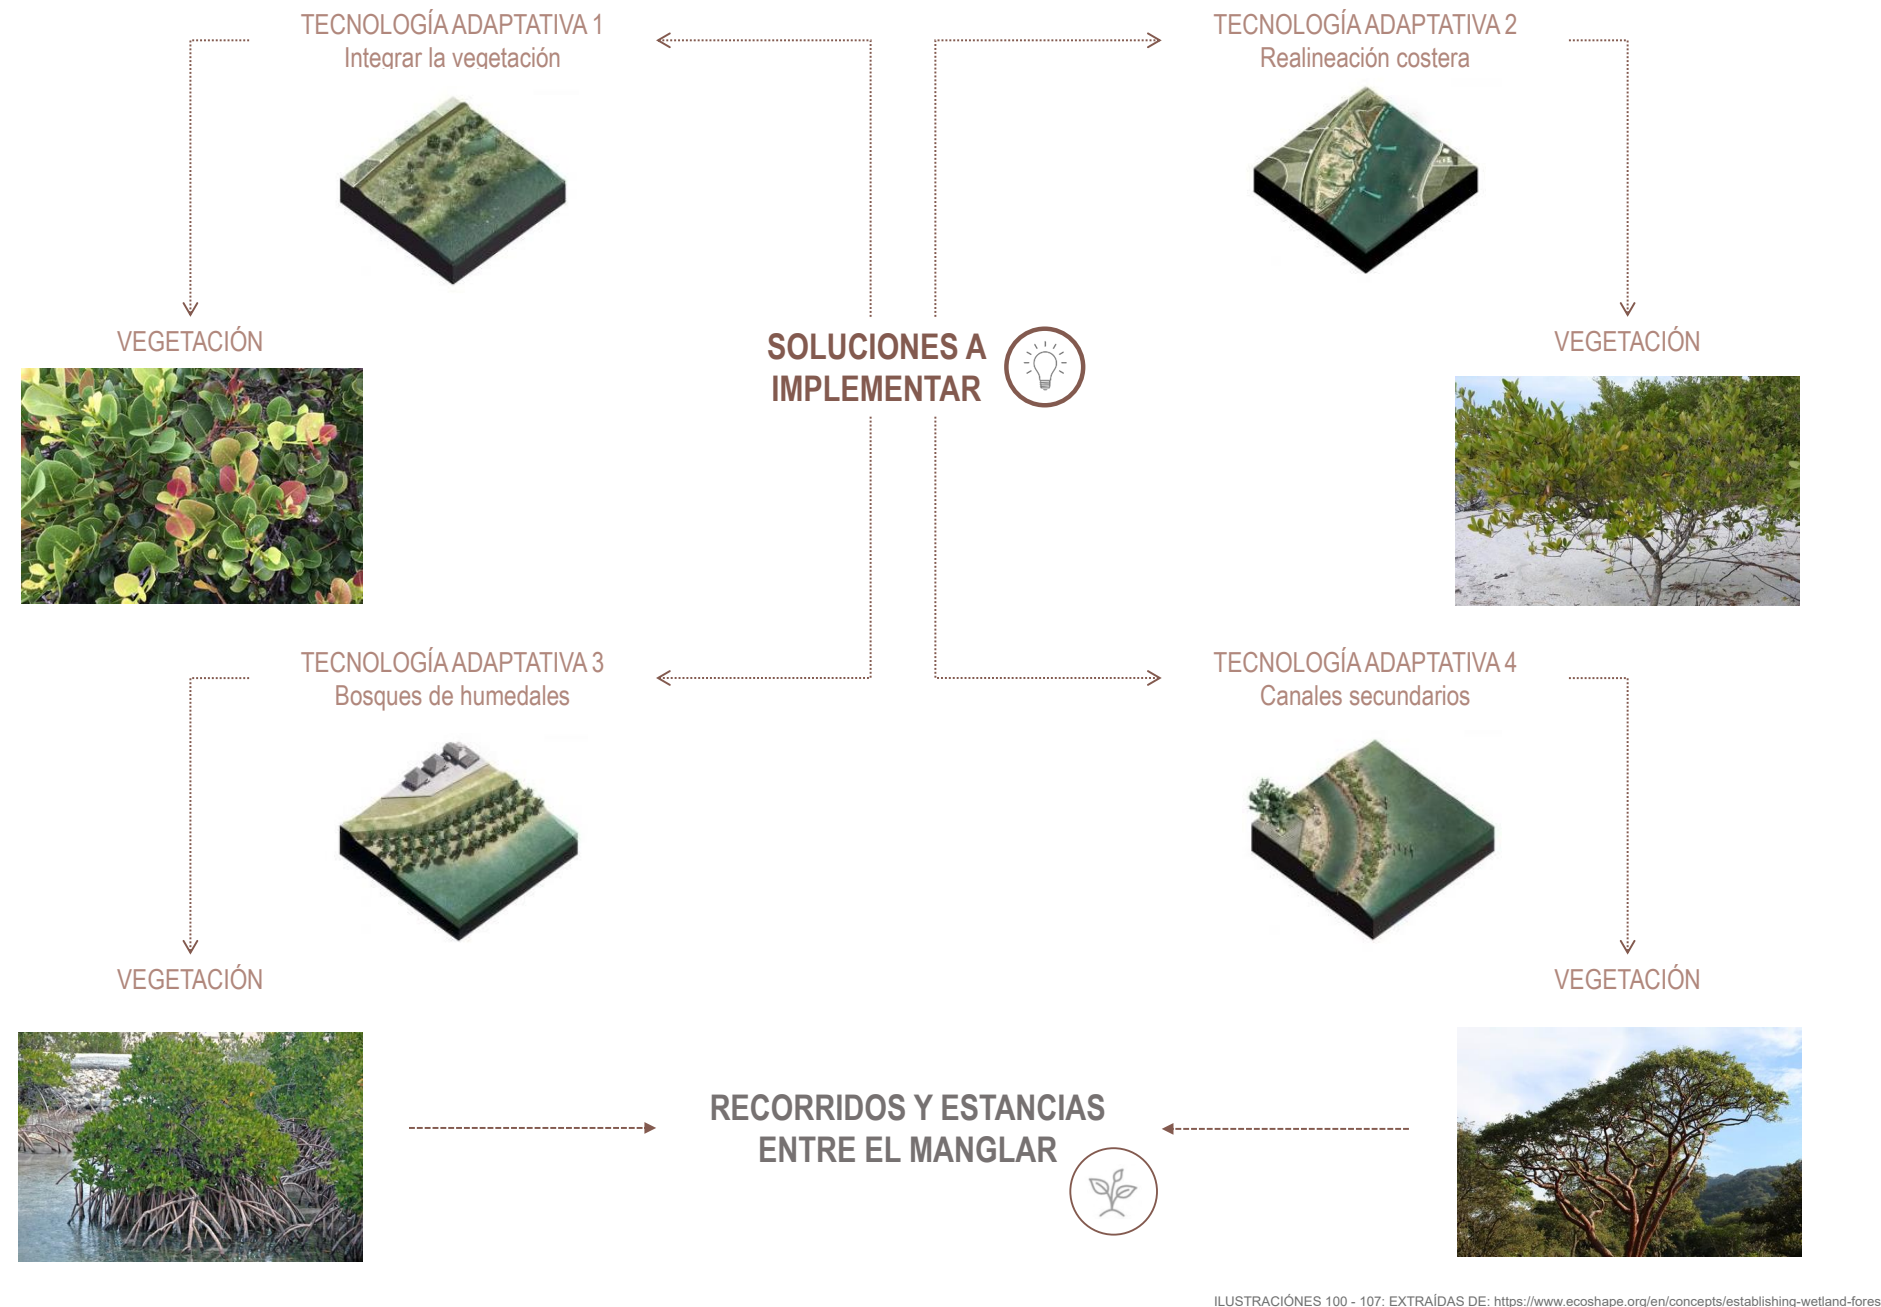 TECNOLOGÍA ADAPTATIVA 1
Integrar la vegetación
TECNOLOGÍA ADAPTATIVA 2
Realineación costera
VEGETACIÓN
SOLUCIONES A
IMPLEMENTAR
VEGETACIÓN
TECNOLOGÍA ADAPTATIVA 3
Bosques de humedales
TECNOLOGÍA ADAPTATIVA 4
Canales secundarios
VEGETACIÓN
VEGETACIÓN
RECORRIDOS Y ESTANCIAS
ENTRE EL MANGLAR
ILUSTRACIÓNES 100 - 107: EXTRAÍDAS DE: https://www.ecoshape.org/en/concepts/establishing-wetland-fores